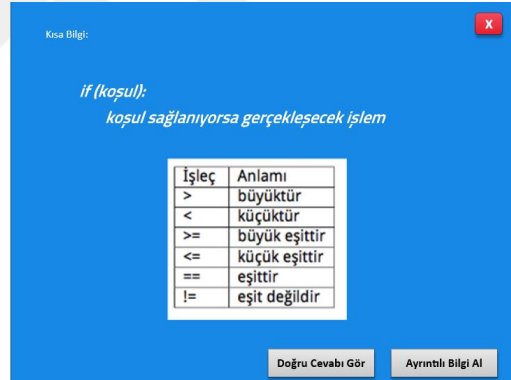 Kısa Bilgi:
X
if (koşul):
koşul sağlanıyorsa gerçekleşecek işlem
İşleç Anlamı
> büyüktür
< küçüktür
>= büyük eşittir
<= küçük eşittir
== eşittir
!= eşit değildir
Doğru Cevabı Gör Ayrıntılı Bilgi Al